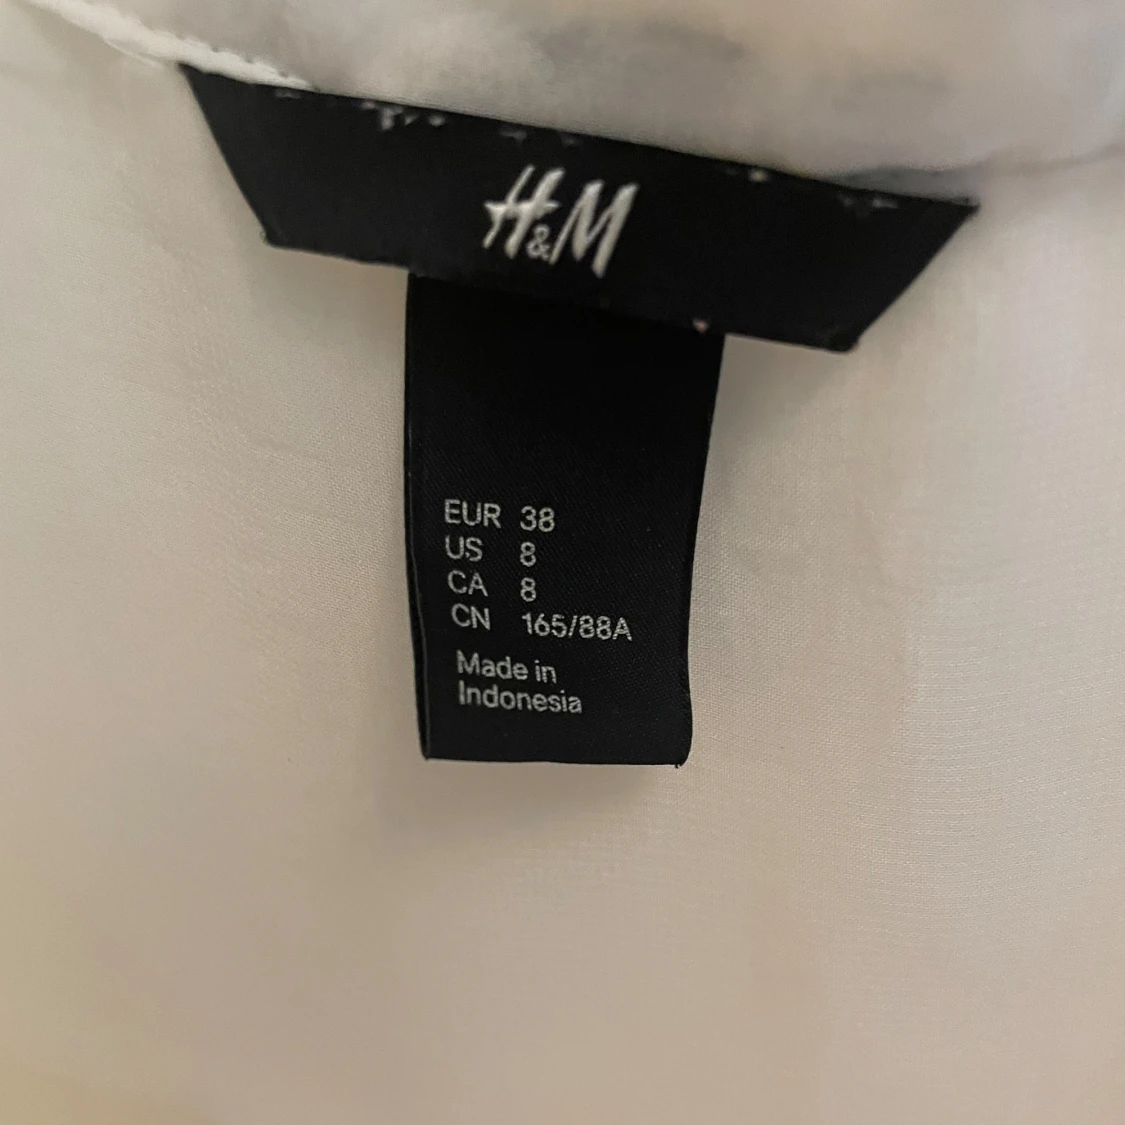 H&M
EUR 38
US 8
CA 8
CN 165/88A
Made in
Indonesia